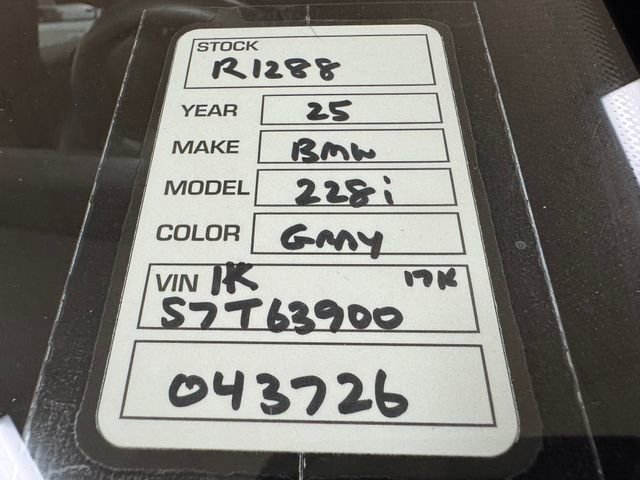 STOCK
R1288
YEAR 25
MAKE BMW
MODEL 228i
COLOR Gray
VIN 1K 17K
S7T63900
043726